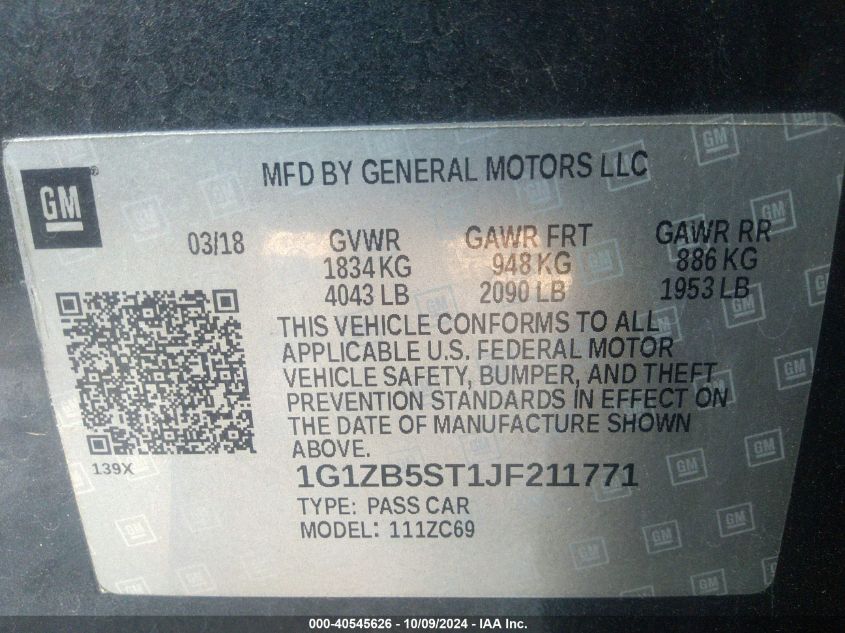 GM
MFD BY GENERAL MOTORS LLC
03/18 GVWR GAWR FRT GAWR RR
1834 KG 948 KG 886 KG
4043 LB 2090 LB 1953 LB
THIS VEHICLE CONFORMS TO ALL
APPLICABLE U.S. FEDERAL MOTOR
VEHICLE SAFETY, BUMPER, AND THEFT
PREVENTION STANDARDS IN EFFECT ON
THE DATE OF MANUFACTURE SHOWN
ABOVE.
139X
1G1ZB5ST1JF211771
TYPE: PASS CAR
MODEL: 111ZC69
000-40545626 - 10/09/2024 - IAA Inc.